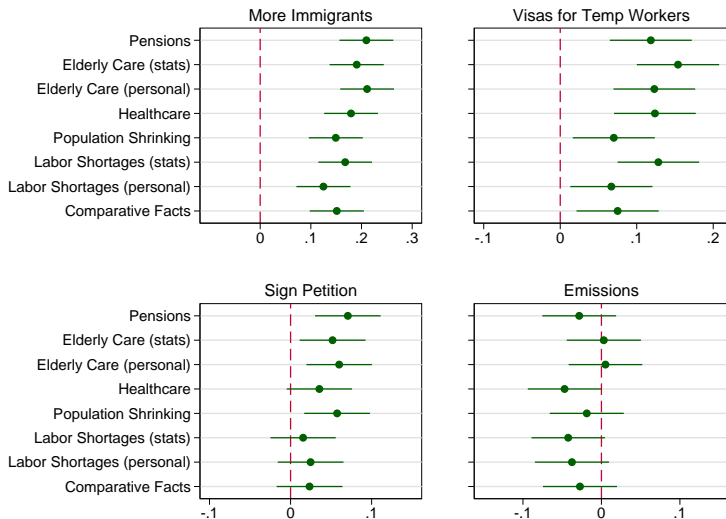 More Immigrants
Visas for Temp Workers
Pensions
Elderly Care (stats)
Elderly Care (personal)
Healthcare
Population Shrinking
Labor Shortages (stats)
Labor Shortages (personal)
Comparative Facts
0 .1 .2 .3
-.1 0 .1 .2
Sign Petition
Emissions
Pensions
Elderly Care (stats)
Elderly Care (personal)
Healthcare
Population Shrinking
Labor Shortages (stats)
Labor Shortages (personal)
Comparative Facts
-.1 0 .1
-.1 0 .1